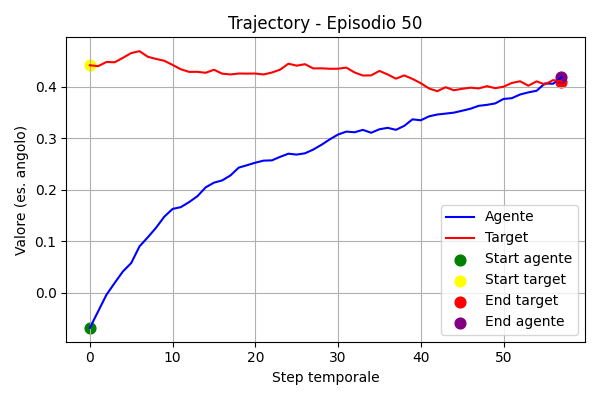 Trajectory - Episodio 50
Valore (es. angolo)
0.4
0.3
0.2
0.1
0.0
0 10 20 30 40 50
Step temporale
Agente
Target
Start agente
Start target
End target
End agente